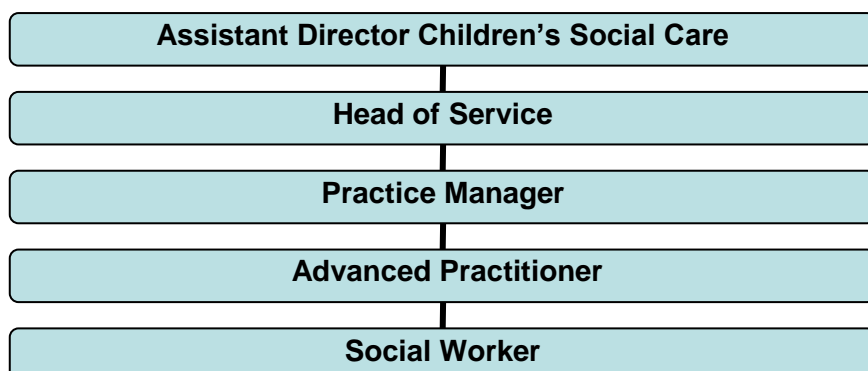 Assistant Director Children’s Social Care
Head of Service
Practice Manager
Advanced Practitioner
Social Worker